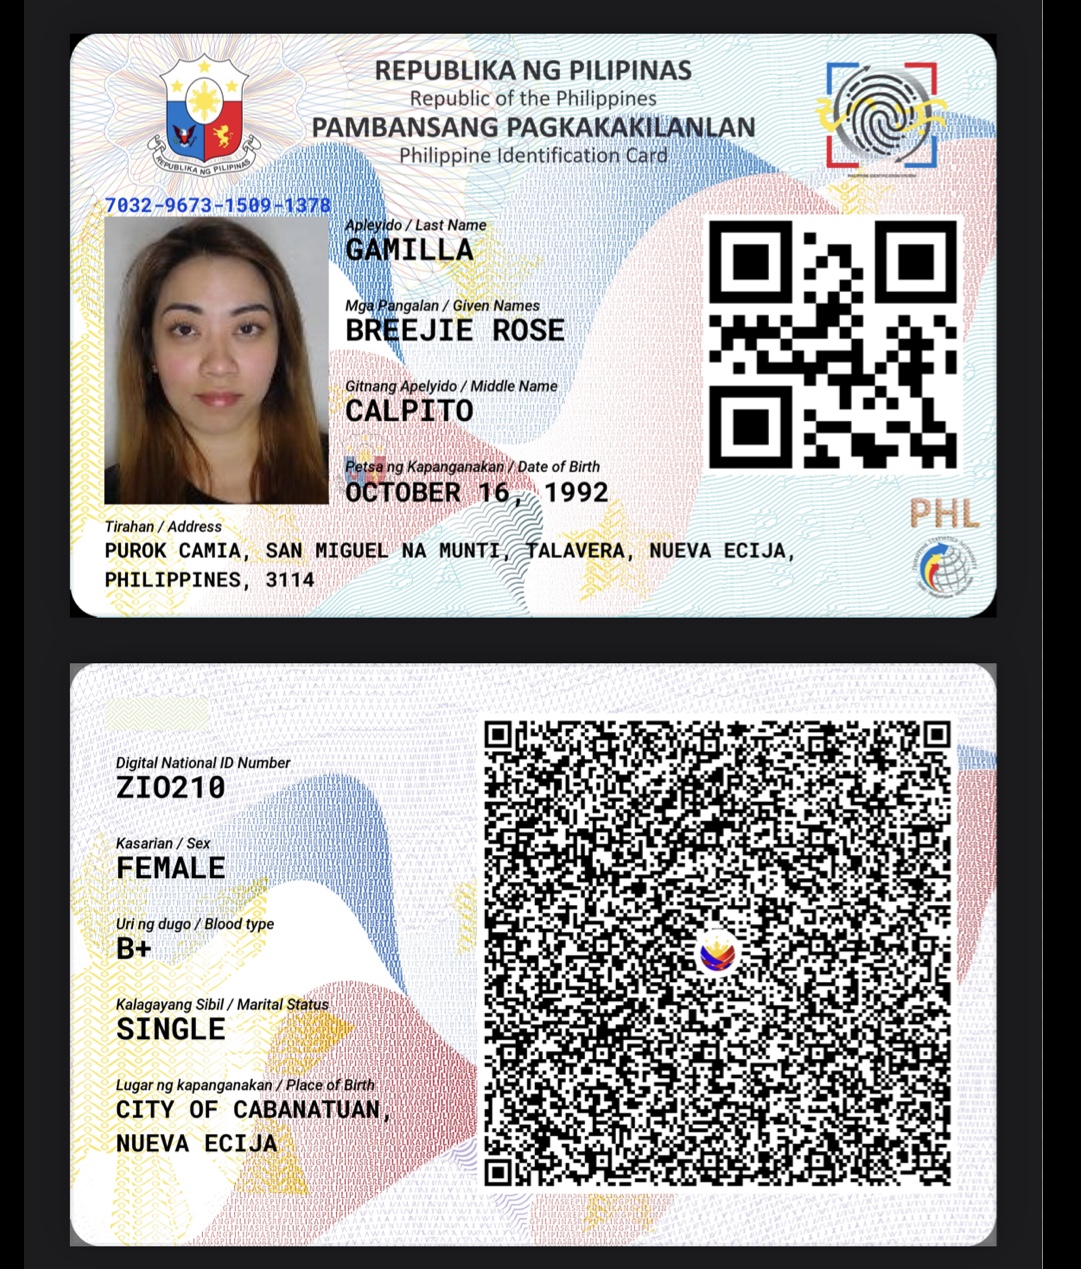 REPUBLIKA NG PILIPINAS
Republic of the Philippines
PAMBANSANG PAGKAKAKILANLAN
Philippine Identification Card
REPUBLIKA NG PILIPINAS
7032-9673-1509-1378
Apleyido / Last Name
GAMILLA
Mga Pangalan / Given Names
BREEJIE ROSE
Gitnang Apelyido / Middle Name
CALPITO
Petsa ng Kapanganakan / Date of Birth
OCTOBER 16, 1992
PHL
Tirahan / Address
PUROK CAMIA, SAN MIGUEL NA MUNTI, TALAVERA, NUEVA ECIJA,
PHILIPPINES, 3114
Digital National ID Number
ZIO210
Kasarian / Sex
FEMALE
Uri ng dugo / Blood type
B+
Kalagayang Sibil / Marital Status
SINGLE
Lugar ng kapanganakan / Place of Birth
CITY OF CABANATUAN,
NUEVA ECIJA